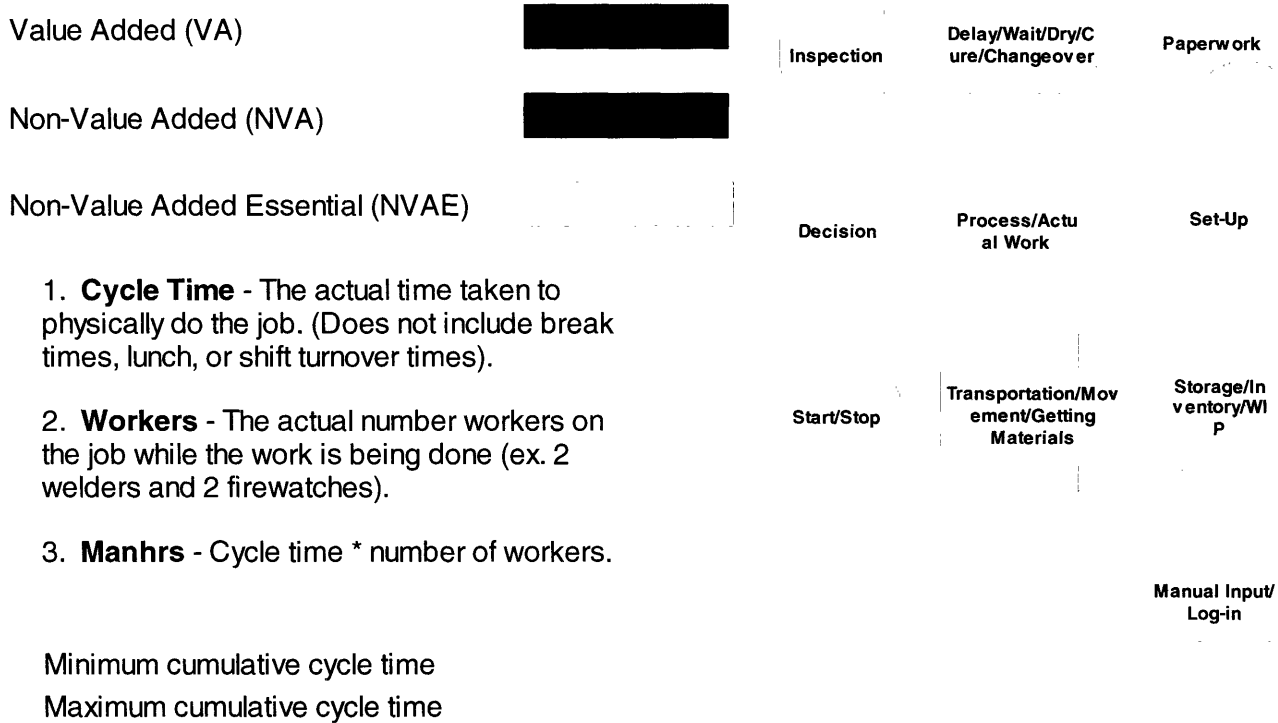 Value Added (VA)
Non-Value Added (NVA)
Non-Value Added Essential (NVAE)
1. Cycle Time - The actual time taken to
physically do the job. (Does not include break
times, lunch, or shift turnover times).
2. Workers - The actual number workers on
the job while the work is being done (ex. 2
welders and 2 firewatches).
3. Manhrs - Cycle time * number of workers.
Minimum cumulative cycle time
Maximum cumulative cycle time
Inspection
Delay/Wait/Dry/C
ure/Changeover
Paperwork
Decision
Process/Actu
al Work
Set-Up
Start/Stop
Transportation/Mov
ement/Getting
Materials
Storage/In
ventory/WI
P
Manual Input/
Log-in